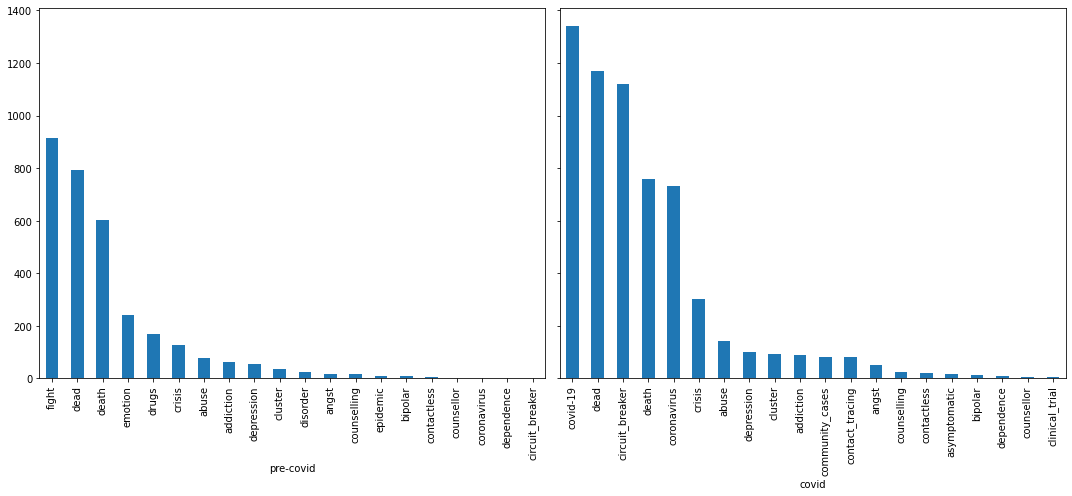 1400
1200
1000
800
600
400
200
0
fight
dead
death
emotion
drugs
crisis
abuse
addiction
depression
cluster
disorder
angst
counselling
epidemic
bipolar
contactless
counsellor
coronavirus
dependence
circuit_breaker
pre-covid
covid-19
dead
circuit_breaker
death
coronavirus
crisis
abuse
depression
cluster
addiction
community_cases
contact_tracing
angst
counselling
contactless
asymptomatic
bipolar
dependence
counsellor
clinical_trial
covid